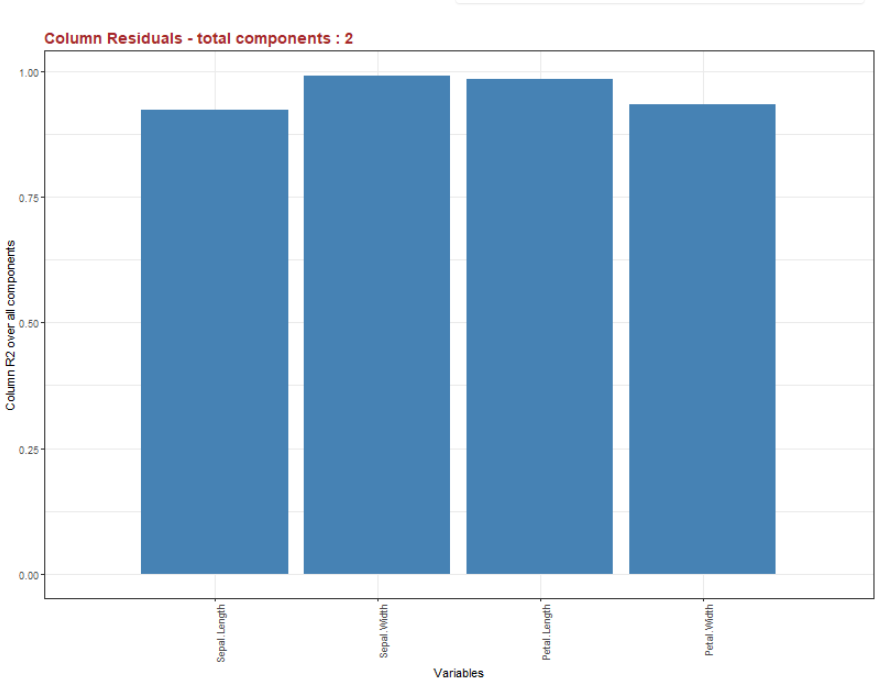 Column Residuals - total components : 2
Column R2 over all components
1.00
0.75
0.50
0.25
0.00
Sepal.Length
Sepal.Width
Petal.Length
Petal.Width
Variables